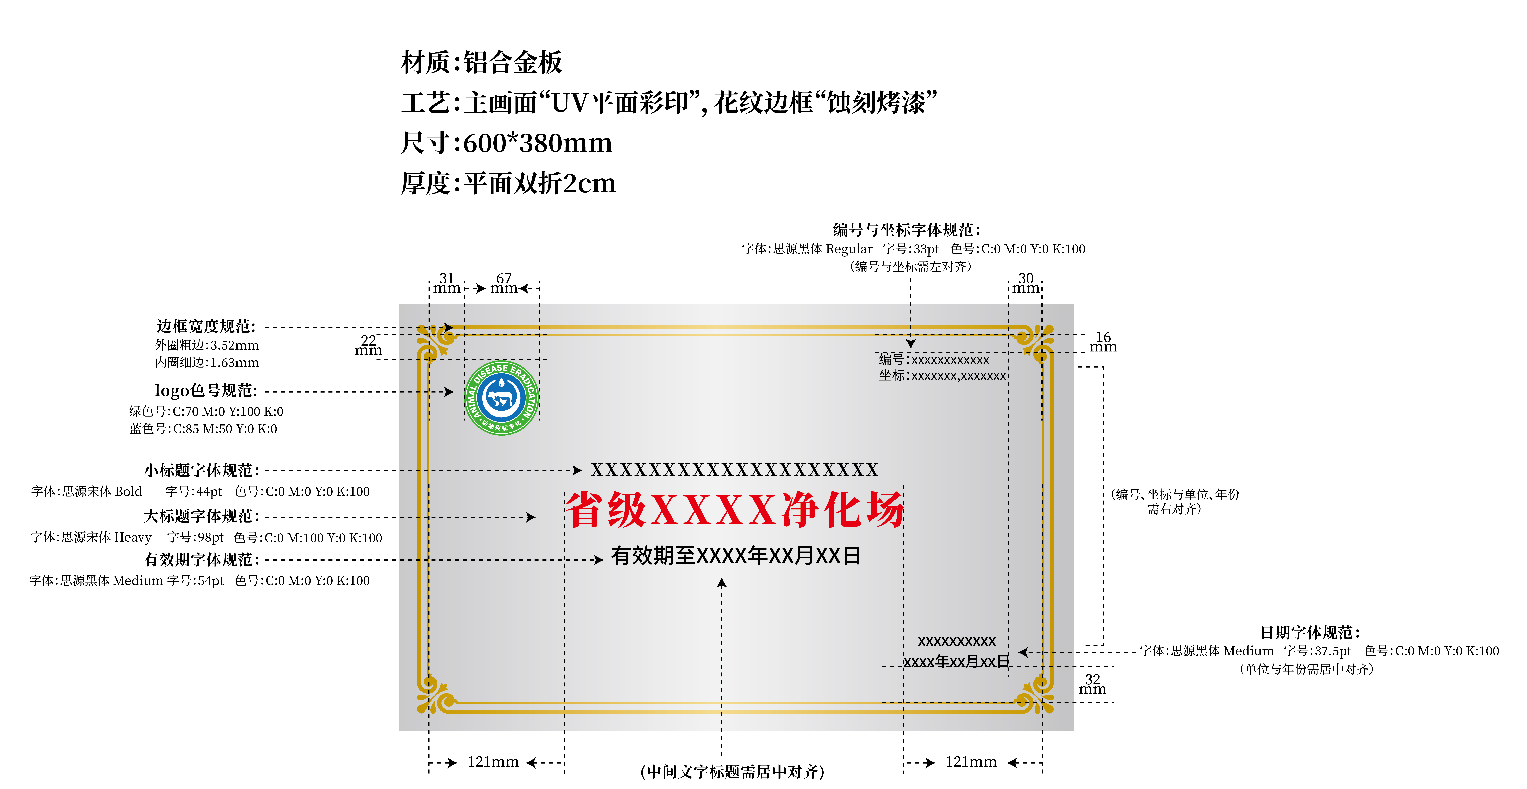 材质:铝合金板
工艺:主画面“UV平面彩印”,花纹边框“蚀刻烤漆”
尺寸:600*380mm
厚度:平面双折2cm
编号与坐标字体规范:
字体:思源黑体 Regular 字号:33pt 色号:C:0 M:0 Y:0 K:100
(编号与坐标需左对齐)
31
mm
67
mm
30
mm
边框宽度规范:
外圈粗边:3.52mm
内圈细边:1.63mm
22
mm
16
mm
编号:xxxxxxxxxxxx
坐标:xxxxxxx,xxxxxxx
logo色号规范:
绿色号:C:70 M:0 Y:100 K:0
蓝色号:C:85 M:50 Y:0 K:0
ANIMAL DISEASE ERADICATION
小标题字体规范:
字体:思源宋体 Bold 字号:44pt 色号:C:0 M:0 Y:0 K:100
XXXXXXXXXXXXXXXXXXXX
大标题字体规范:
字体:思源宋体 Heavy 字号:98pt 色号:C:0 M:100 Y:0 K:100
省级XXXX净化场
(编号、坐标与单位、年份
需右对齐)
有效期字体规范:
字体:思源黑体 Medium 字号:54pt 色号:C:0 M:0 Y:0 K:100
有效期至XXXX年XX月XX日
xxxxxxxxxx
xxxx年xx月xx日
日期字体规范:
字体:思源黑体 Medium 字号:37.5pt 色号:C:0 M:0 Y:0 K:100
(单位与年份需居中对齐)
32
mm
121mm
(中间文字标题需居中对齐)
121mm